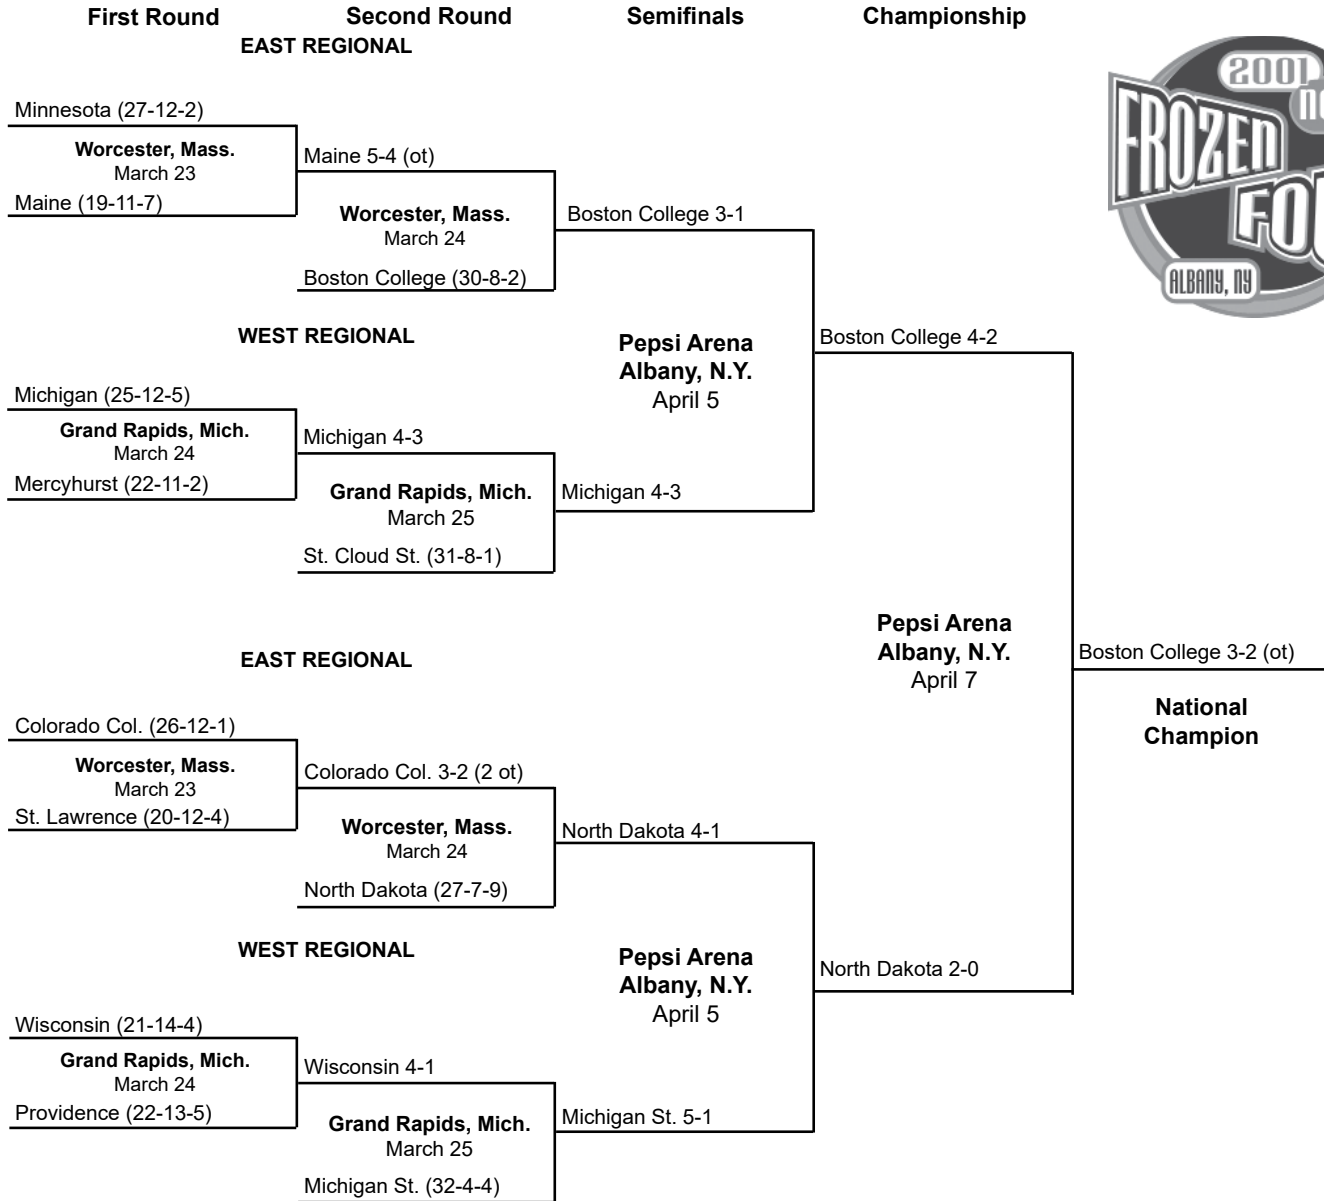 First Round Second Round Semifinals Championship
EAST REGIONAL
2001
FROZEN
ALBANY, NY
Minnesota (27-12-2)
Worcester, Mass.
March 23
Maine (19-11-7)
Maine 5-4 (ot)
Worcester, Mass.
March 24
Boston College (30-8-2)
Boston College 3-1
WEST REGIONAL
Pepsi Arena
Albany, N.Y.
April 5
Boston College 4-2
Michigan (25-12-5)
Grand Rapids, Mich.
March 24
Mercyhurst (22-11-2)
Michigan 4-3
Grand Rapids, Mich.
March 25
St. Cloud St. (31-8-1)
Michigan 4-3
Pepsi Arena
Albany, N.Y.
April 7
Boston College 3-2 (ot)
National
Champion
EAST REGIONAL
Colorado Col. (26-12-1)
Worcester, Mass.
March 23
St. Lawrence (20-12-4)
Colorado Col. 3-2 (2 ot)
Worcester, Mass.
March 24
North Dakota (27-7-9)
North Dakota 4-1
WEST REGIONAL
Pepsi Arena
Albany, N.Y.
April 5
North Dakota 2-0
Wisconsin (21-14-4)
Grand Rapids, Mich.
March 24
Providence (22-13-5)
Wisconsin 4-1
Grand Rapids, Mich.
March 25
Michigan St. (32-4-4)
Michigan St. 5-1